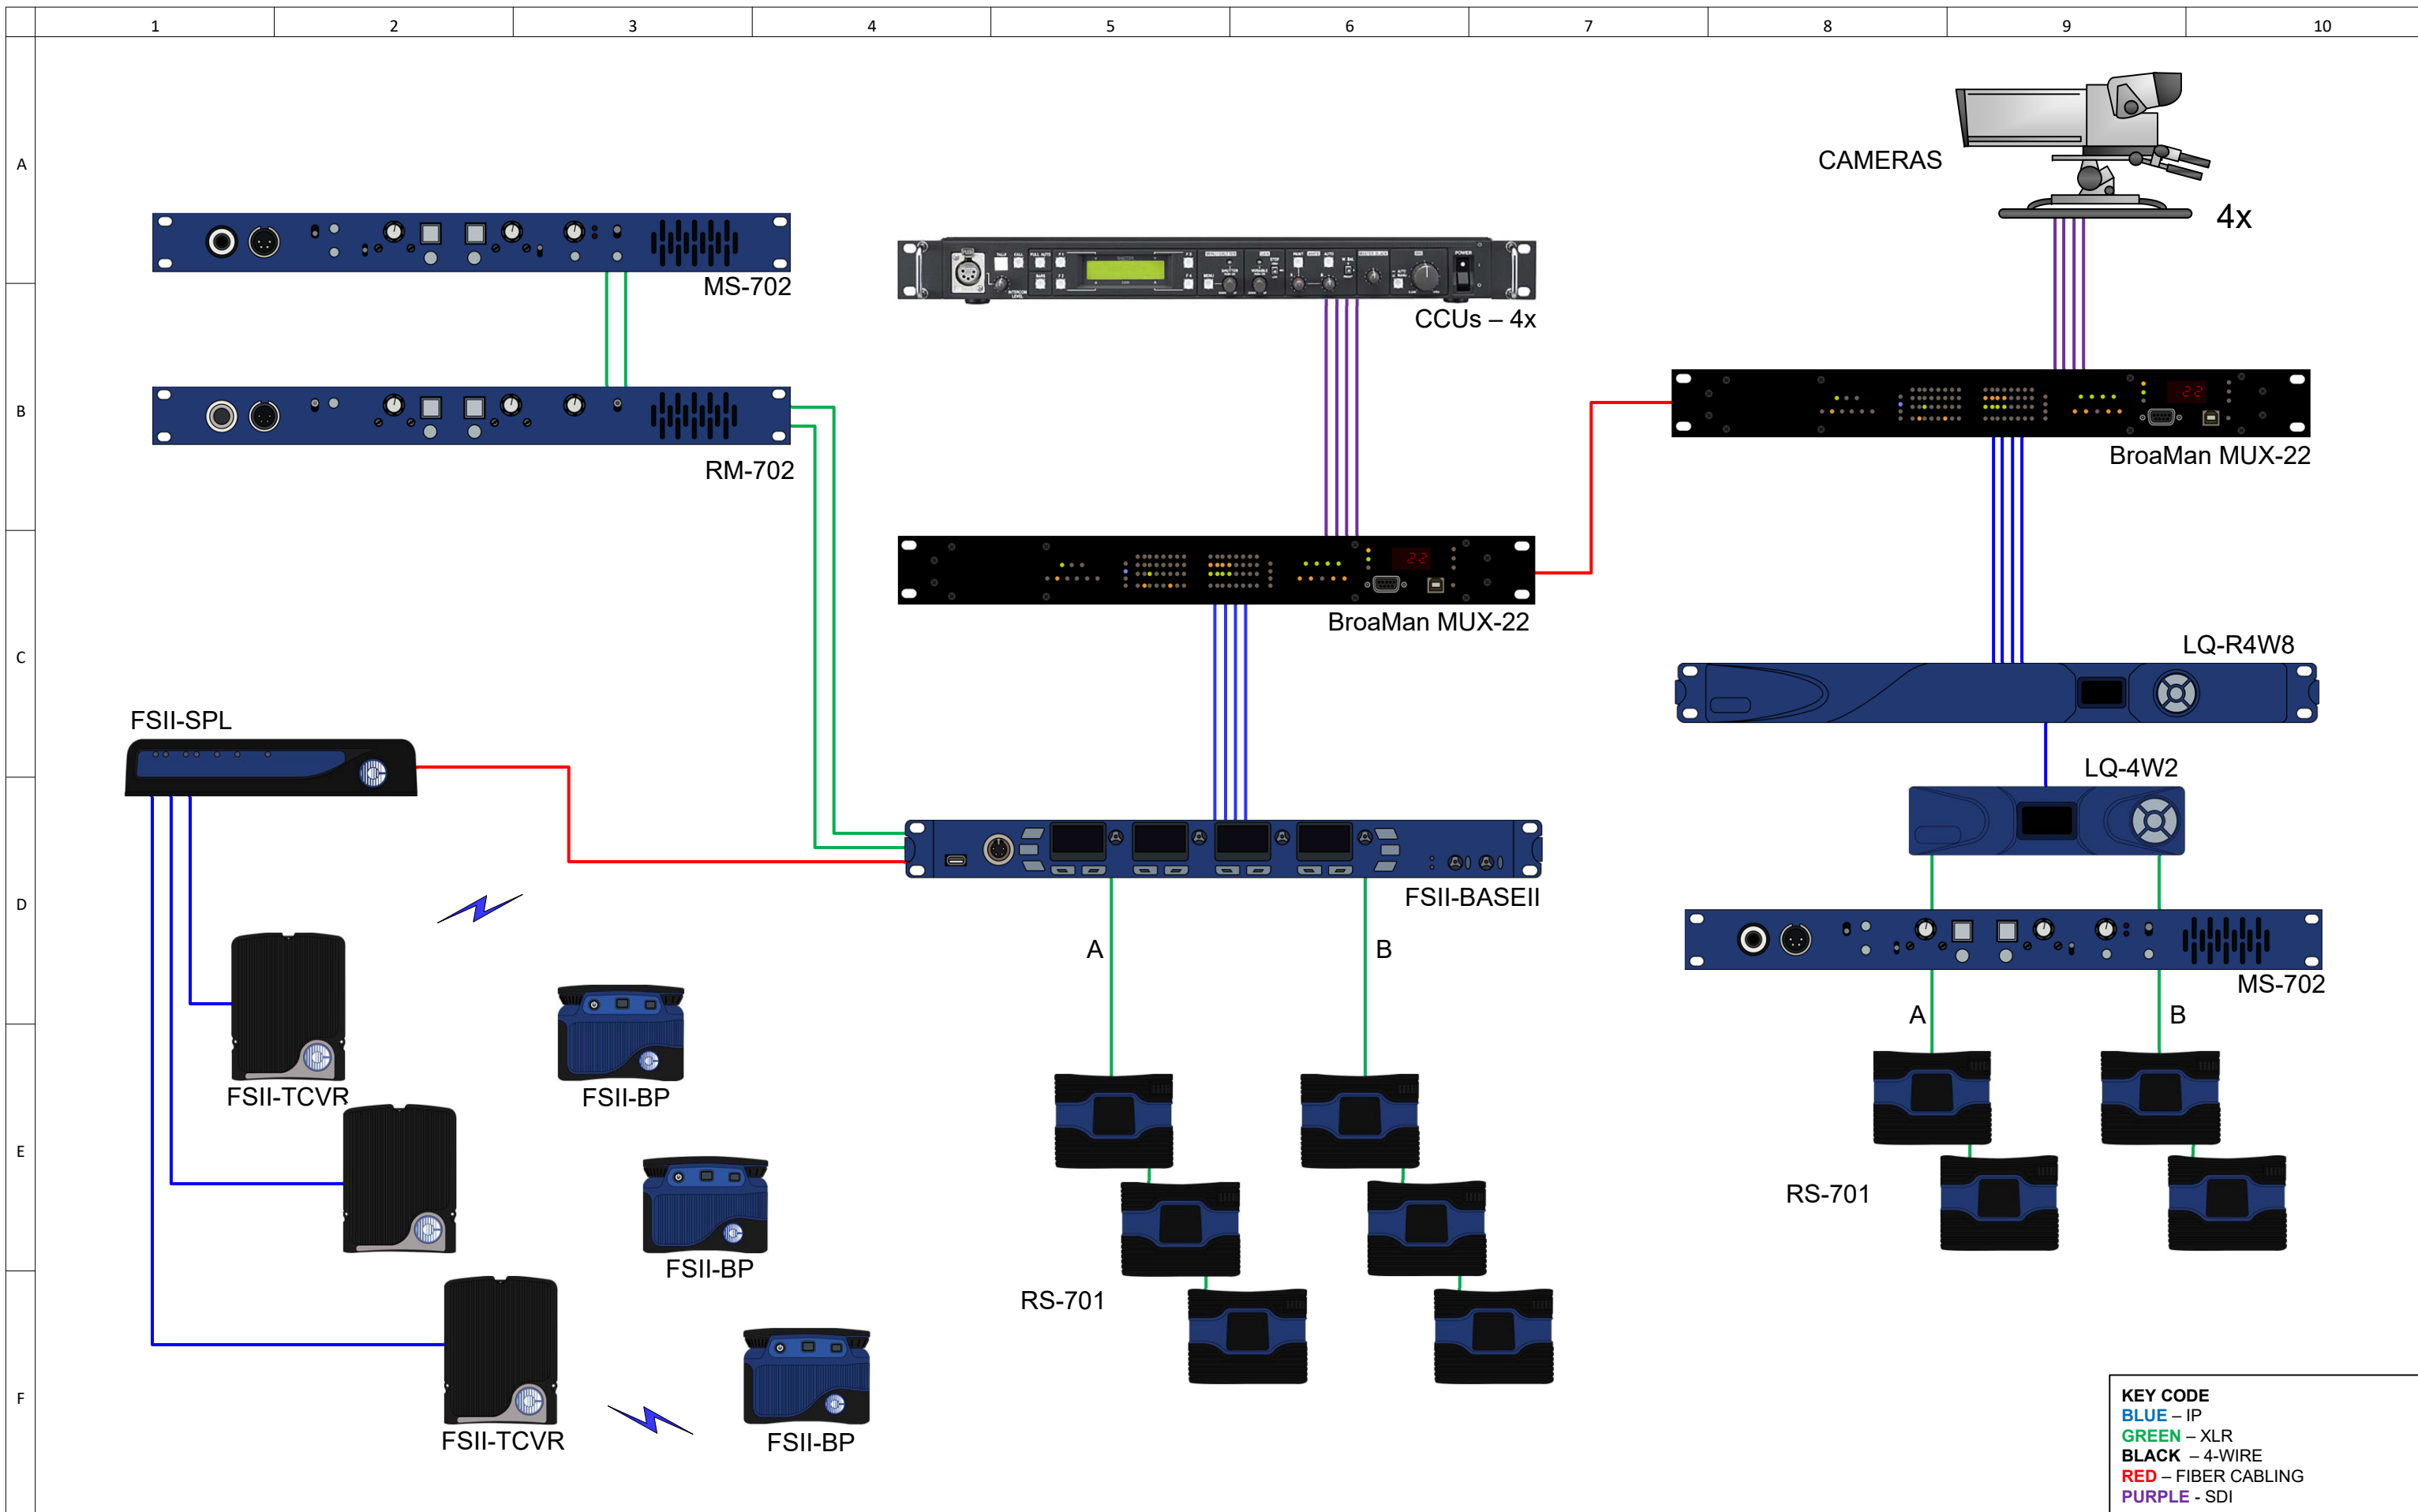 1 2 3 4 5 6 7 8 9 10
A
B
C
D
E
F
CAMERAS
4x
MS-702
CCUs – 4x
RM-702
BroaMan MUX-22
BroaMan MUX-22
LQ-R4W8
FSII-SPL
LQ-4W2
FSII-BASEII
A
B
MS-702
A
B
FSII-TCVR
FSII-BP
RS-701
FSII-BP
RS-701
FSII-TCVR
FSII-BP
KEY CODE
BLUE – IP
GREEN – XLR
BLACK – 4-WIRE
RED – FIBER CABLING
PURPLE - SDI